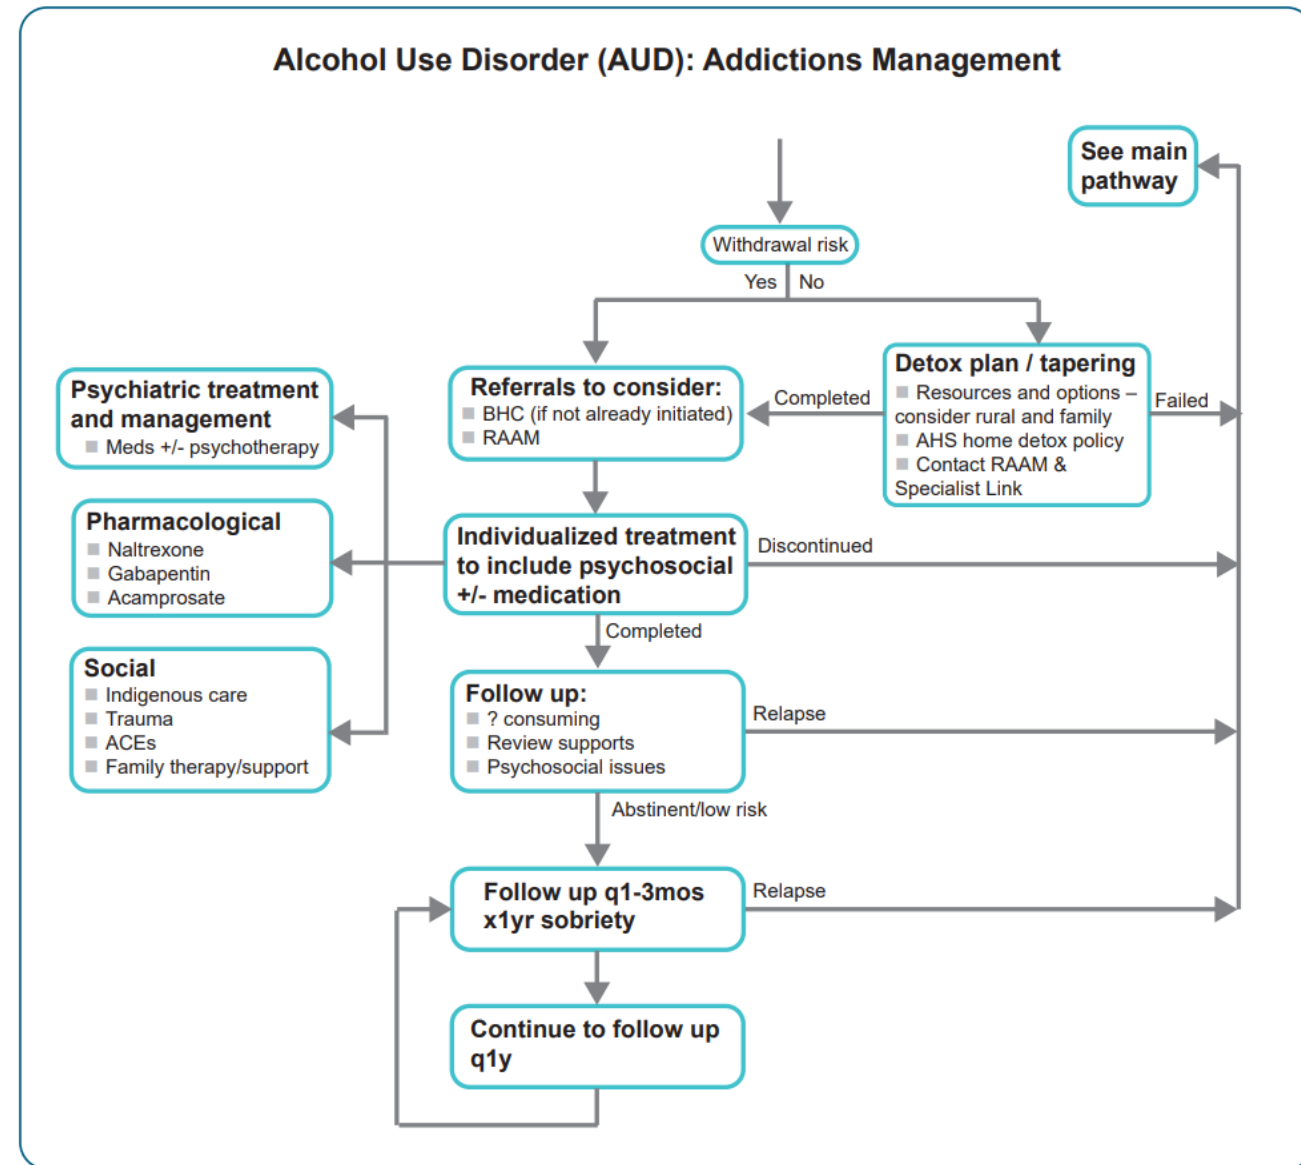 Alcohol Use Disorder (AUD): Addictions Management
See main
pathway
Withdrawal risk
Yes
No
Psychiatric treatment
and management
Meds +/- psychotherapy
Referrals to consider:
BHC (if not already initiated)
RAAM
Completed
Detox plan / tapering
Resources and options –
consider rural and family
AHS home detox policy
Contact RAAM &
Specialist Link
Failed
Pharmacological
Naltrexone
Gabapentin
Acamprosate
Individualized treatment
to include psychosocial
+/- medication
Discontinued
Completed
Social
Indigenous care
Trauma
ACEs
Family therapy/support
Follow up:
? consuming
Review supports
Psychosocial issues
Relapse
Abstinent/low risk
Follow up q1-3mos
x1yr sobriety
Relapse
Continue to follow up
q1y